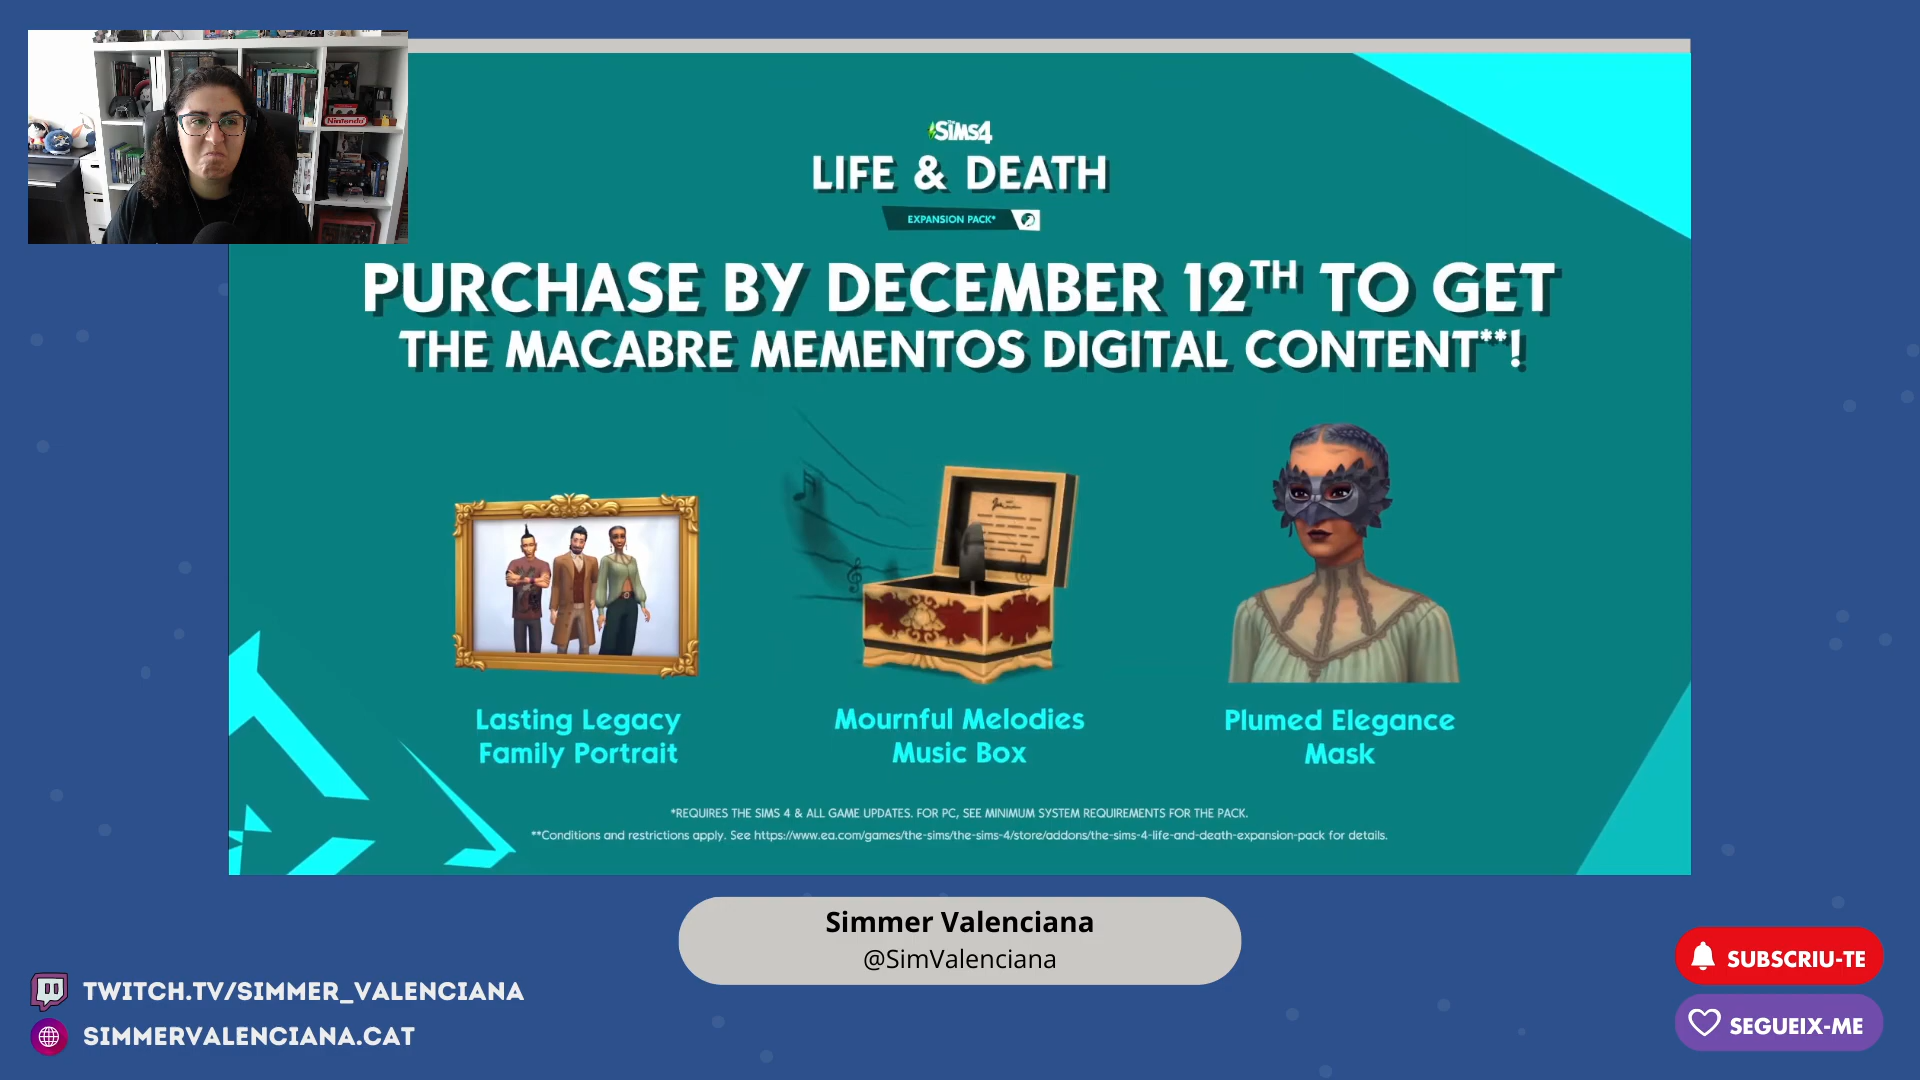 Nintendo
THE SIMS4
LIFE & DEATH
EXPANSION PACK*
PURCHASE BY DECEMBER 12TH TO GET
THE MACABRE MEMENTOS DIGITAL CONTENT**!
Lasting Legacy
Family Portrait
Mournful Melodies
Music Box
Plumed Elegance
Mask
*REQUIRES THE SIMS 4 & ALL GAME UPDATES. FOR PC, SEE MINIMUM SYSTEM REQUIREMENTS FOR THE PACK.
**Conditions and restrictions apply. See https://www.ea.com/games/the-sims/the-sims-4/store/addons/the-sims-4-life-and-death-expansion-pack for details.
Simmer Valenciana
@SimValenciana
TWITCH.TV/SIMMER_VALENCIANA
SIMMERVALENCIANA.CAT
SUBSCRIU-TE
SEGUEIX-ME